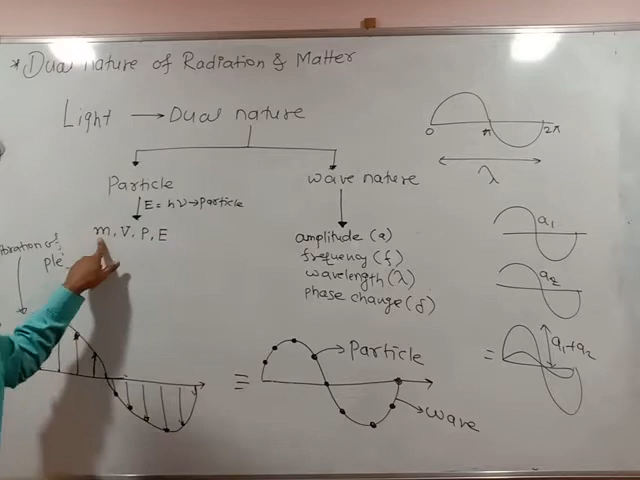 *Dual nature of Radiation & Matter
Light → Dual nature
Particle
E = hν → Particle
m, V, P, E
wave nature
amplitude (a)
frequency (f)
wavelength (λ)
phase change (δ)
0 π 2π
λ
a₁
a₂
= a₁+a₂
of
≡
Particle
wave